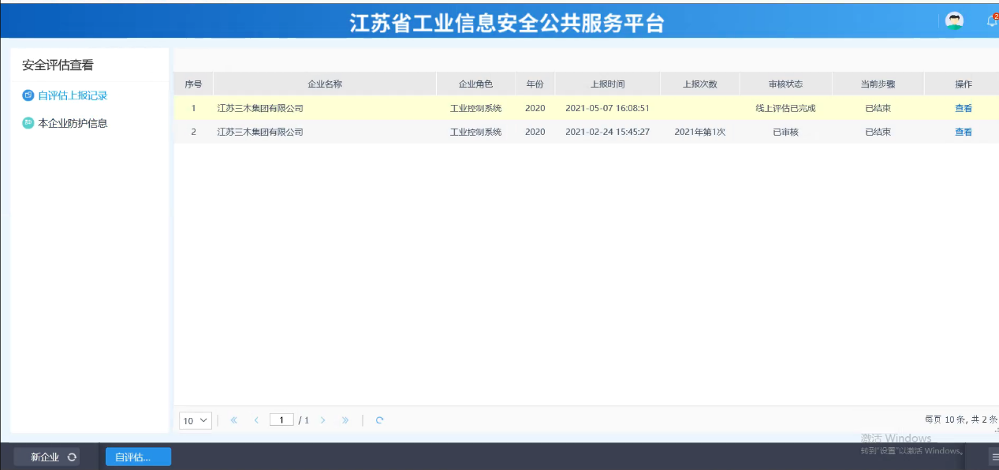 江苏省工业信息安全公共服务平台
2
安全评估查看
自评估上报记录
本企业防护信息
序号 企业名称 企业角色 年份 上报时间 上报次数 审核状态 当前步骤 操作
1 江苏三木集团有限公司 工业控制系统 2020 2021-05-07 16:08:51 线上评估已完成 已结束 查看
2 江苏三木集团有限公司 工业控制系统 2020 2021-02-24 15:45:27 2021年第1次 已审核 已结束 查看
10 1 / 1 每页 10 条, 共 2 条
激活 Windows
转到“设置”以激活 Windows。
新企业 自评估...